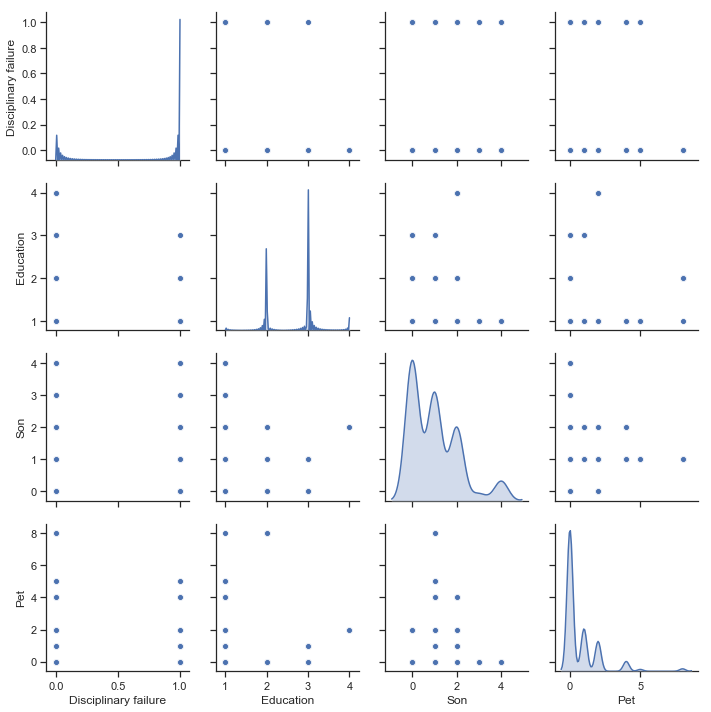 1.0
0.8
0.6
0.4
0.2
0.0
Disciplinary failure
4
3
2
1
Education
4
3
2
1
0
Son
8
6
4
2
0
Pet
0.0 0.5 1.0
1 2 3 4
0 2 4
0 5
Disciplinary failure
Education
Son
Pet